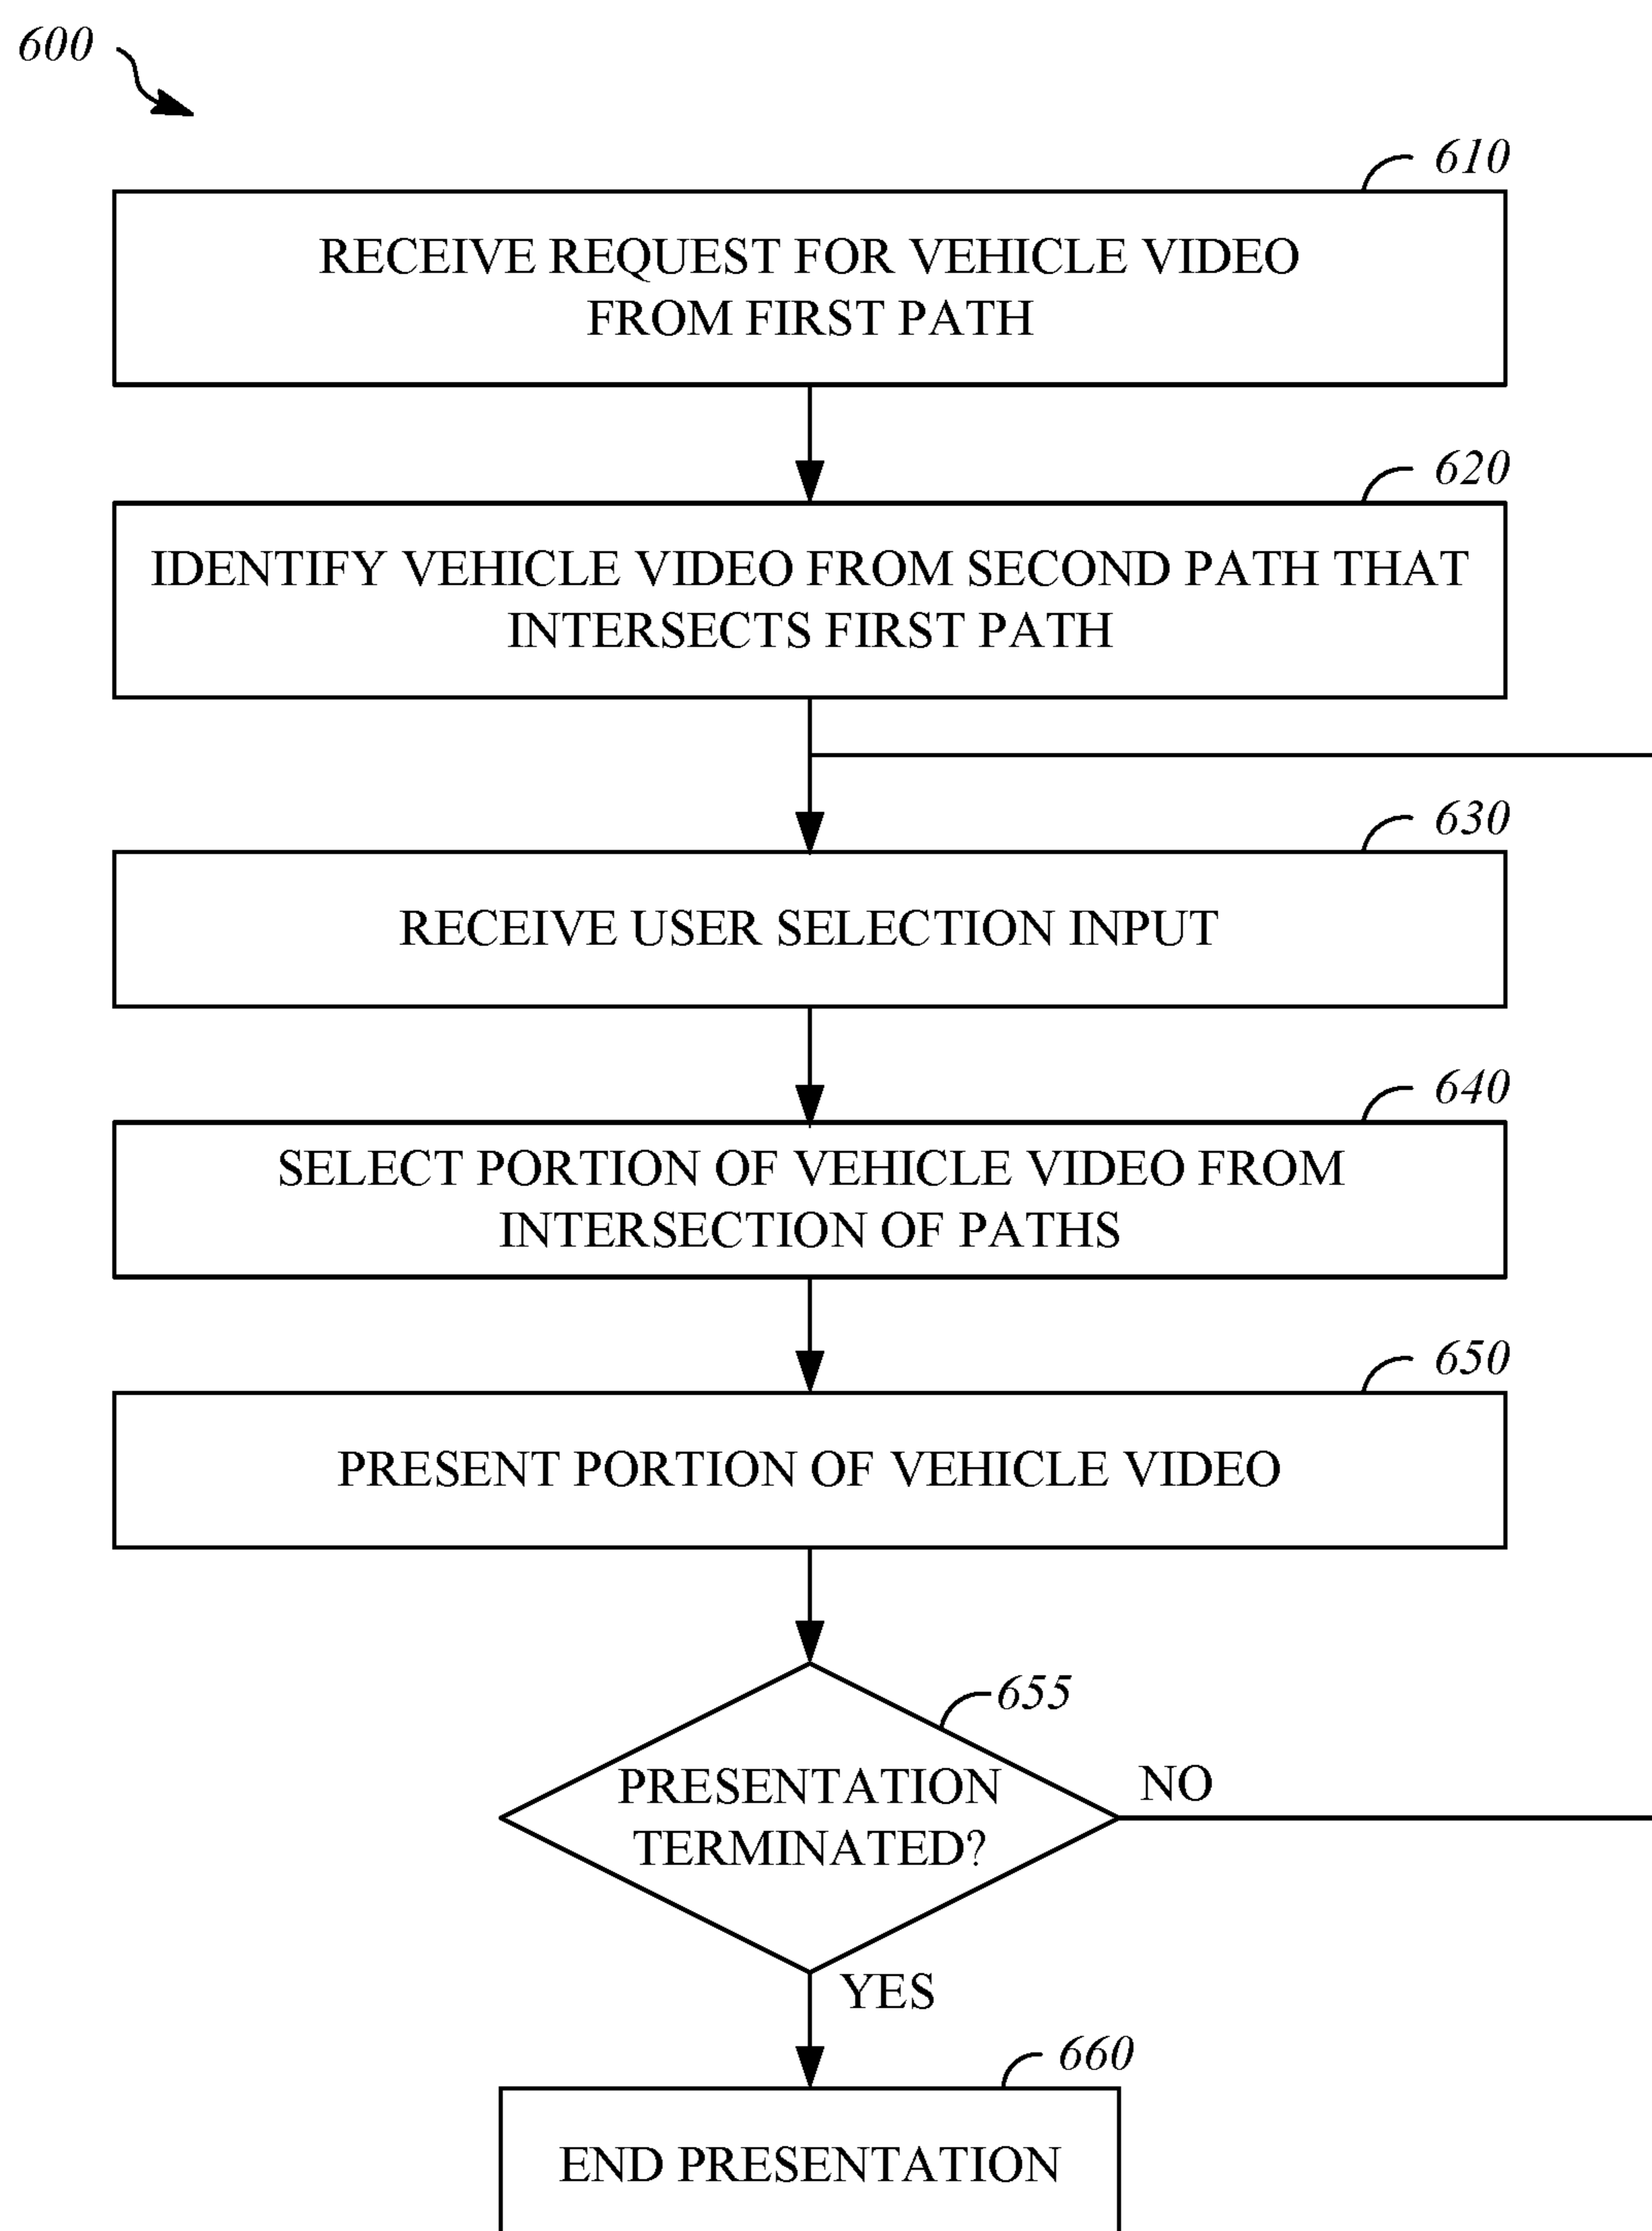 600
610
RECEIVE REQUEST FOR VEHICLE VIDEO
FROM FIRST PATH
620
IDENTIFY VEHICLE VIDEO FROM SECOND PATH THAT
INTERSECTS FIRST PATH
630
RECEIVE USER SELECTION INPUT
640
SELECT PORTION OF VEHICLE VIDEO FROM
INTERSECTION OF PATHS
650
PRESENT PORTION OF VEHICLE VIDEO
655
PRESENTATION
TERMINATED?
NO
YES
660
END PRESENTATION